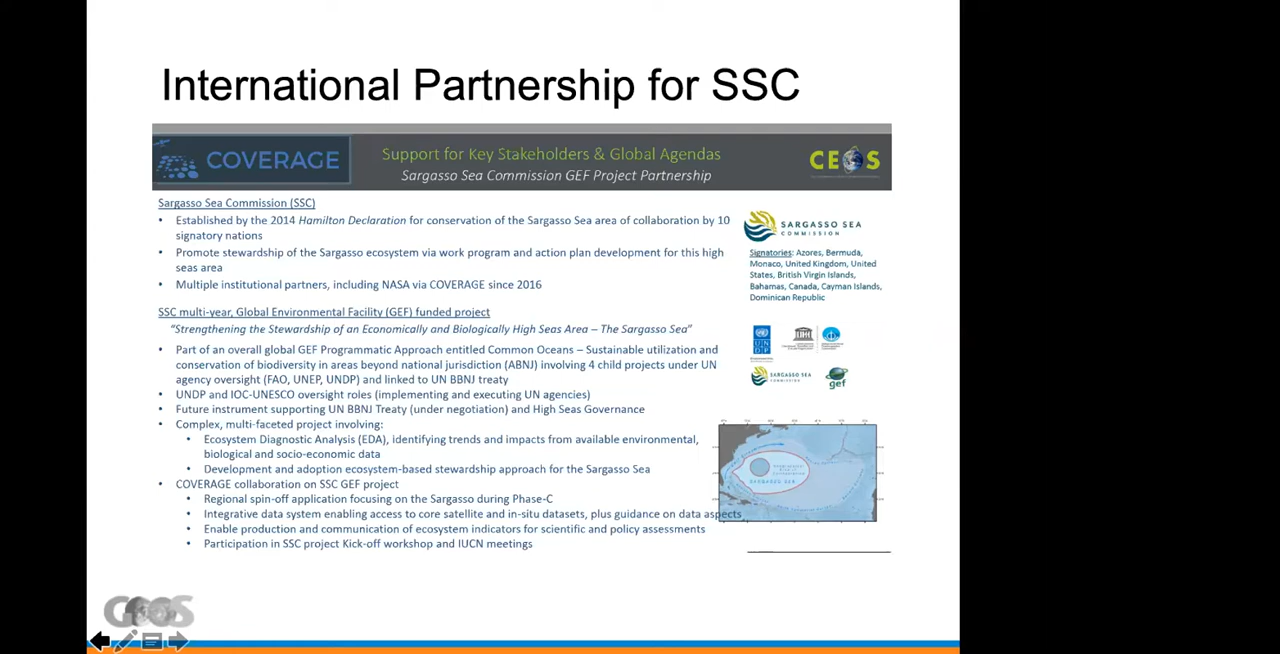 International Partnership for SSC
COVERAGE
Support for Key Stakeholders & Global Agendas
CEOS
Sargasso Sea Commission GEF Project Partnership
Sargasso Sea Commission (SSC)
• Established by the 2014 Hamilton Declaration for conservation of the Sargasso Sea area of collaboration by 10
signatory nations
• Promote stewardship of the Sargasso ecosystem via work program and action plan development for this high
seas area
• Multiple institutional partners, including NASA via COVERAGE since 2016
SARGASSO SEA
COMMISSION
Signatories: Azores, Bermuda,
Monaco, United Kingdom, United
States, British Virgin Islands,
Bahamas, Canada, Cayman Islands,
Dominican Republic
SSC multi-year, Global Environmental Facility (GEF) funded project
"Strengthening the Stewardship of an Economically and Biologically High Seas Area – The Sargasso Sea"
• Part of an overall global GEF Programmatic Approach entitled Common Oceans – Sustainable utilization and
conservation of biodiversity in areas beyond national jurisdiction (ABNJ) involving 4 child projects under UN
agency oversight (FAO, UNEP, UNDP) and linked to UN BBNJ treaty
• UNDP and IOC-UNESCO oversight roles (implementing and executing UN agencies)
• Future instrument supporting UN BBNJ Treaty (under negotiation) and High Seas Governance
• Complex, multi-faceted project involving:
• Ecosystem Diagnostic Analysis (EDA), identifying trends and impacts from available environmental,
biological and socio-economic data
• Development and adoption ecosystem-based stewardship approach for the Sargasso Sea
• COVERAGE collaboration on SSC GEF project
• Regional spin-off application focusing on the Sargasso during Phase-C
• Integrative data system enabling access to core satellite and in-situ datasets, plus guidance on data aspects
• Enable production and communication of ecosystem indicators for scientific and policy assessments
• Participation in SSC project Kick-off workshop and IUCN meetings
UN
DP
SARGASSO SEA
COMMISSION
gef
SARGASSO SEA
GOOS